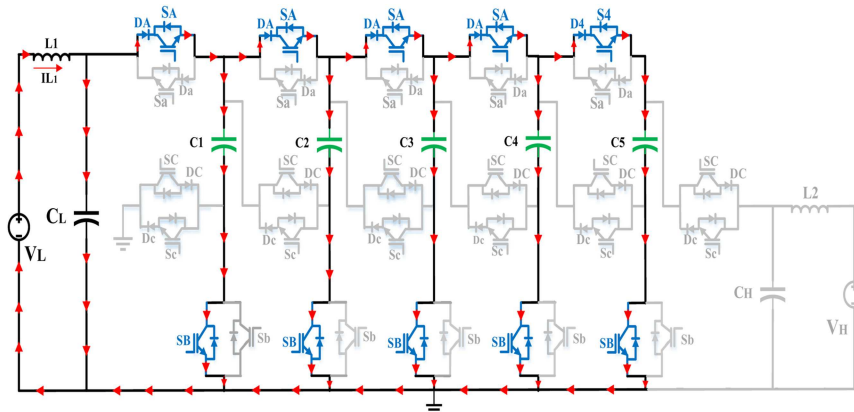 SA SA SA SA S4
DA DA DA DA D4
L1
IL1
Da Da Da Da Da
Sa Sa Sa Sa Sa
C1 C2 C3 C4 C5
SC SC SC SC SC SC
DC DC DC DC DC DC
L2
CL
VL
Dc Dc Dc Dc Dc Dc
Sc Sc Sc Sc Sc Sc
CH
VH
SB Sb SB Sb SB Sb SB Sb SB Sb